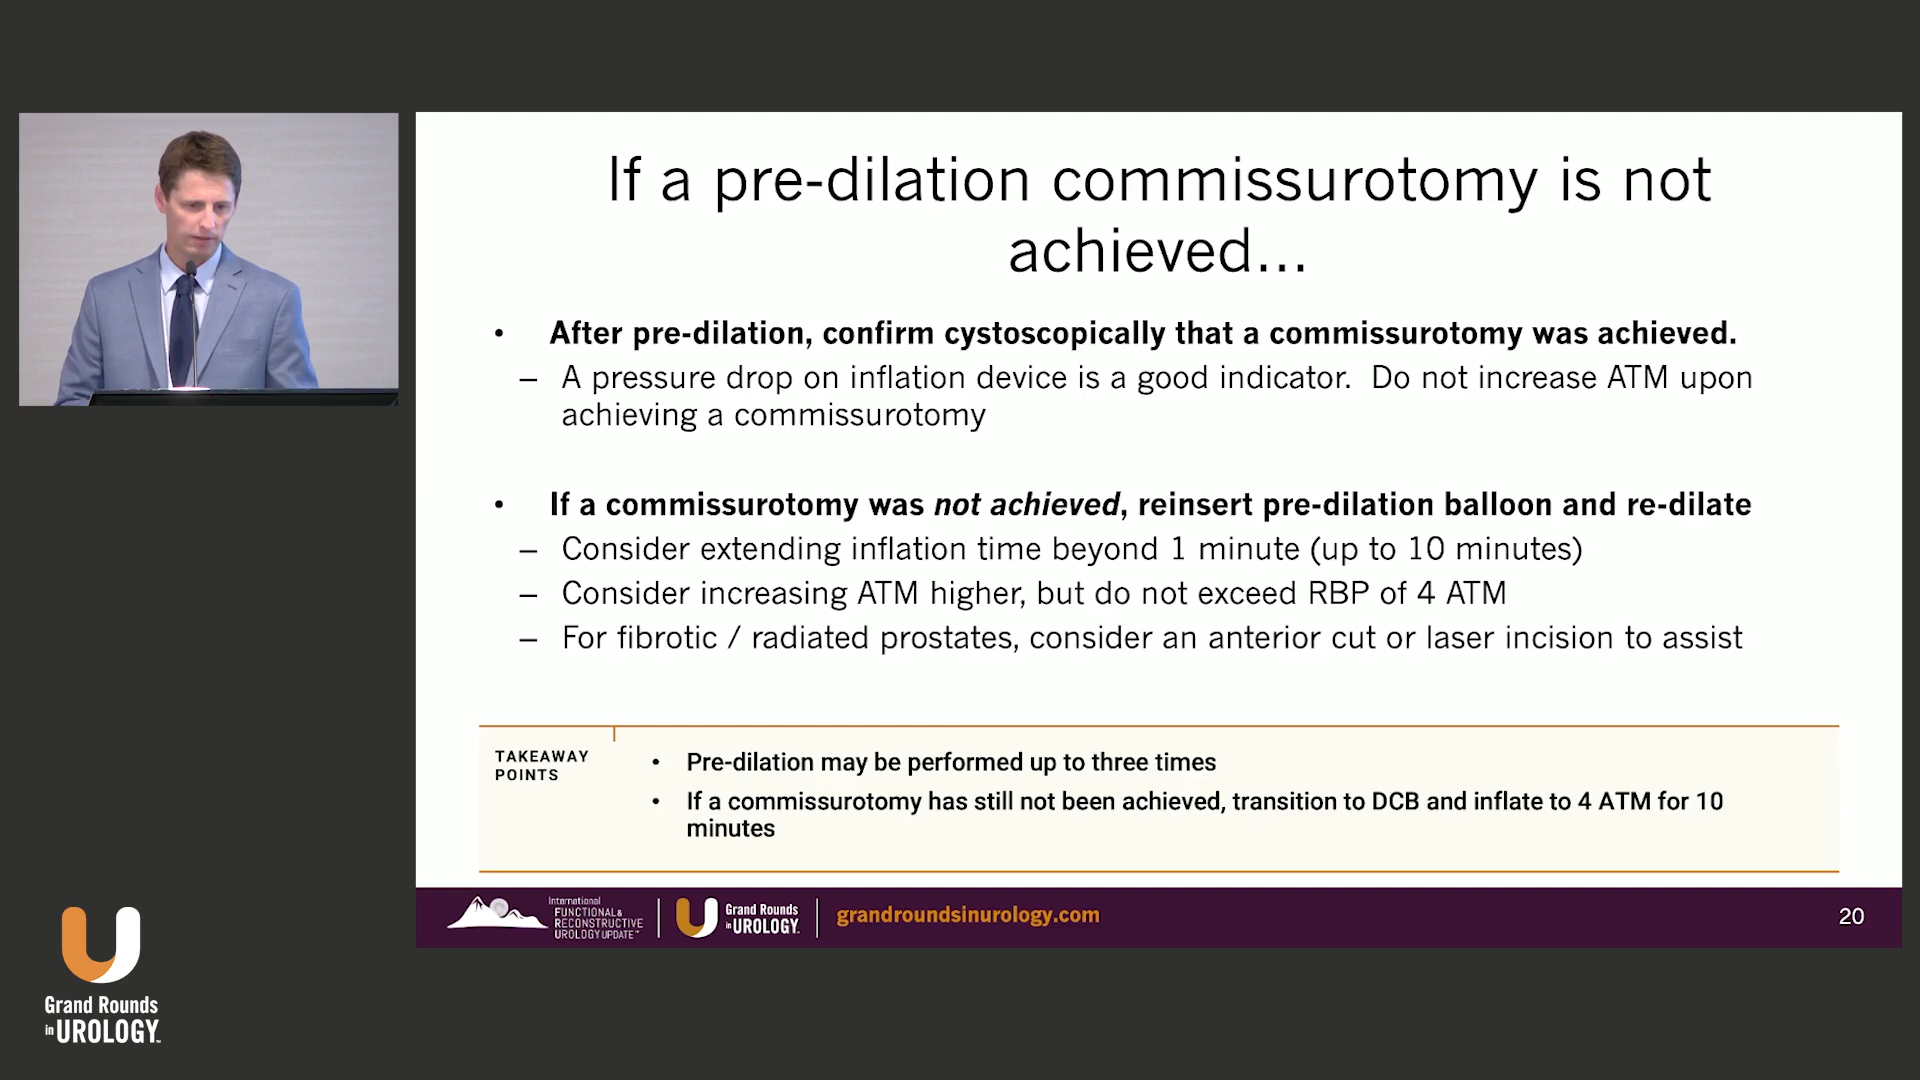 If a pre-dilation commissurotomy is not
achieved...
• After pre-dilation, confirm cystoscopically that a commissurotomy was achieved.
– A pressure drop on inflation device is a good indicator. Do not increase ATM upon
achieving a commissurotomy
• If a commissurotomy was not achieved, reinsert pre-dilation balloon and re-dilate
– Consider extending inflation time beyond 1 minute (up to 10 minutes)
– Consider increasing ATM higher, but do not exceed RBP of 4 ATM
– For fibrotic / radiated prostates, consider an anterior cut or laser incision to assist
TAKEAWAY
POINTS
• Pre-dilation may be performed up to three times
• If a commissurotomy has still not been achieved, transition to DCB and inflate to 4 ATM for 10
minutes
International
FUNCTIONAL &
RECONSTRUCTIVE
UROLOGY UPDATE™
Grand Rounds
in UROLOGY™
grandroundsinurology.com
20
Grand Rounds
in UROLOGY™